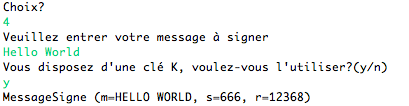 Choix?
4
Veuillez entrer votre message à signer
Hello World
Vous disposez d'une clé K, voulez-vous l'utiliser?(y/n)
y
MessageSigne (m=HELLO WORLD, s=666, r=12368)